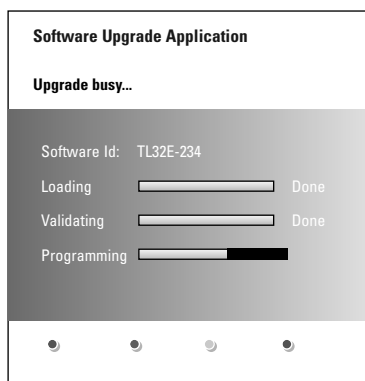 Software Upgrade Application
Upgrade busy...
Software Id: TL32E-234
Loading Done
Validating Done
Programming